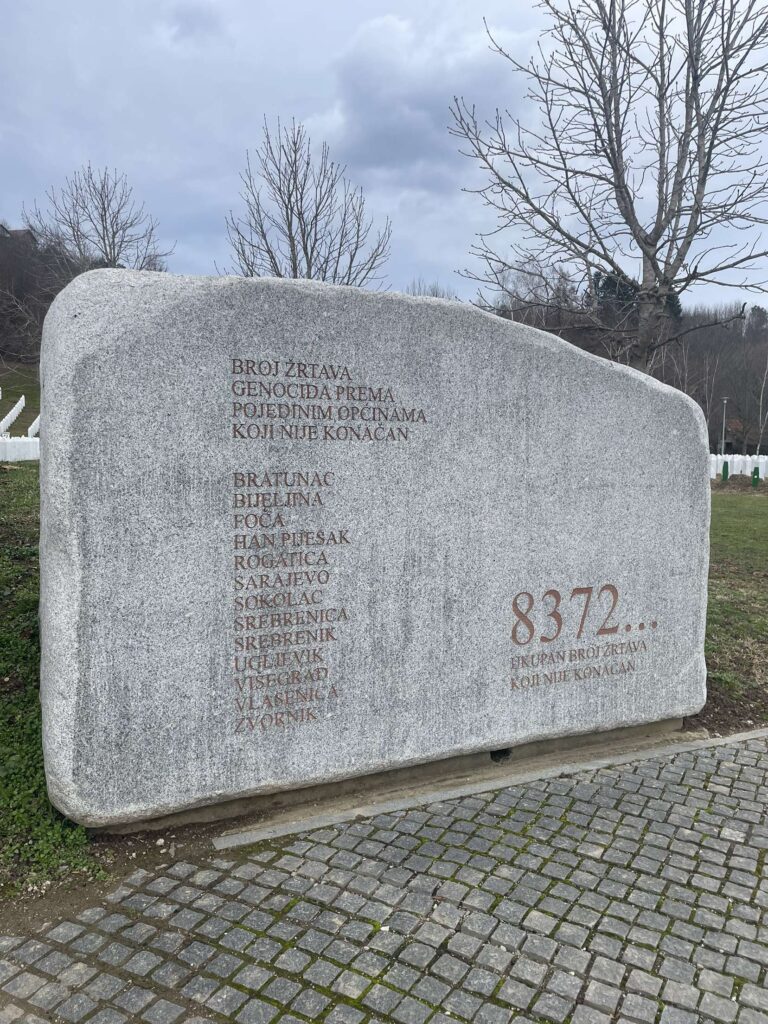 BROJ ŽRTAVA
GENOCIDA PREMA
POJEDINIM OPĆINAMA
KOJI NIJE KONAČAN
BRATUNAC
BIJELJINA
FOČA
HAN PIJESAK
ROGATICA
SARAJEVO
SOKOLAC
SREBRENICA
SREBRENIK
UGLJEVIK
VIŠEGRAD
VLASENICA
ZVORNIK
8372...
UKUPAN BROJ ŽRTAVA
KOJI NIJE KONAČAN